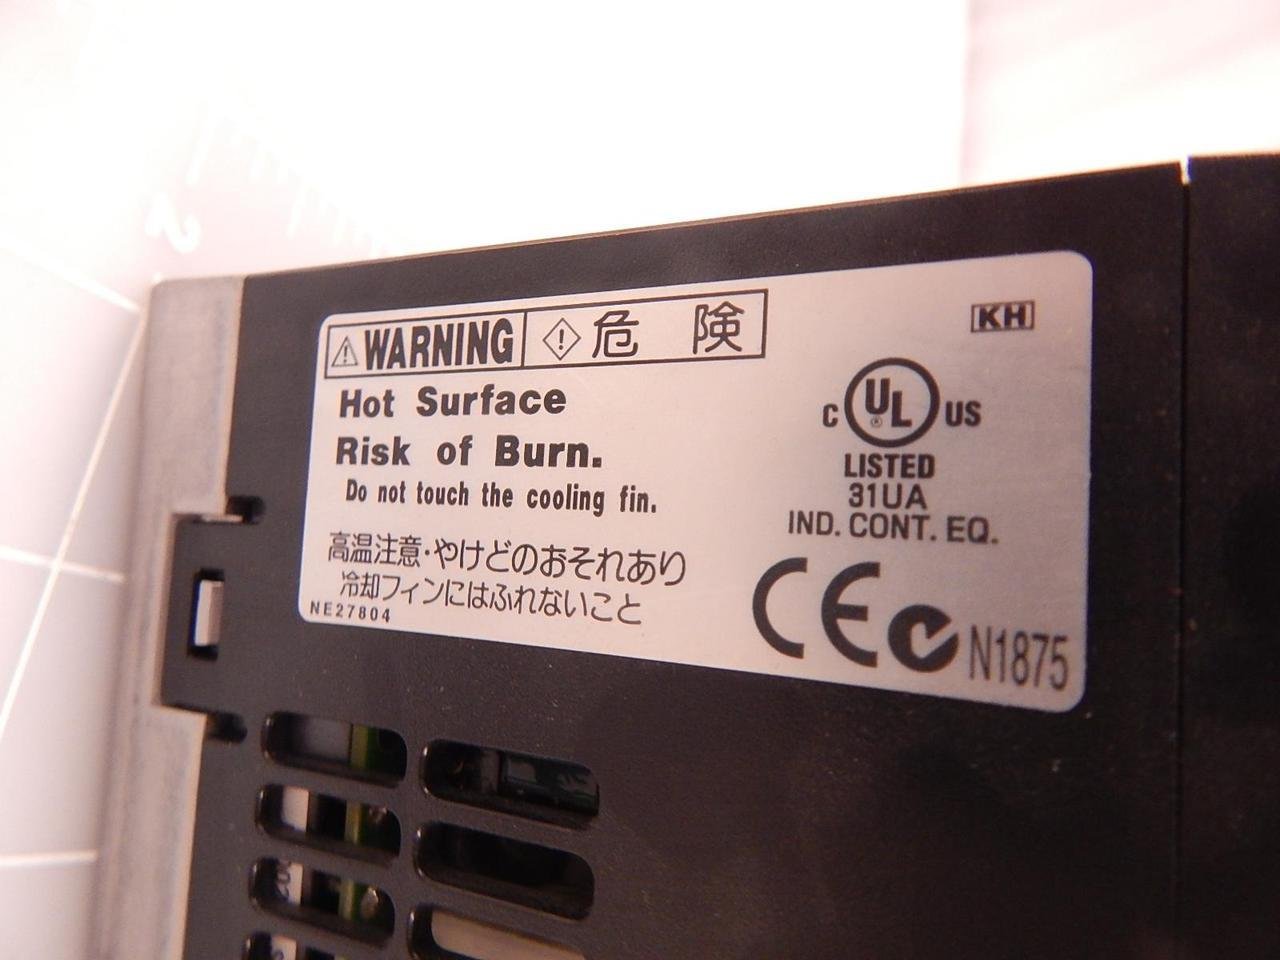 WARNING 危 険
Hot Surface
Risk of Burn.
Do not touch the cooling fin.
高温注意・やけどのおそれあり
冷却フィンにはふれないこと
NE27804
KH
C UL US
®
LISTED
31UA
IND. CONT. EQ.
CE N1875
2